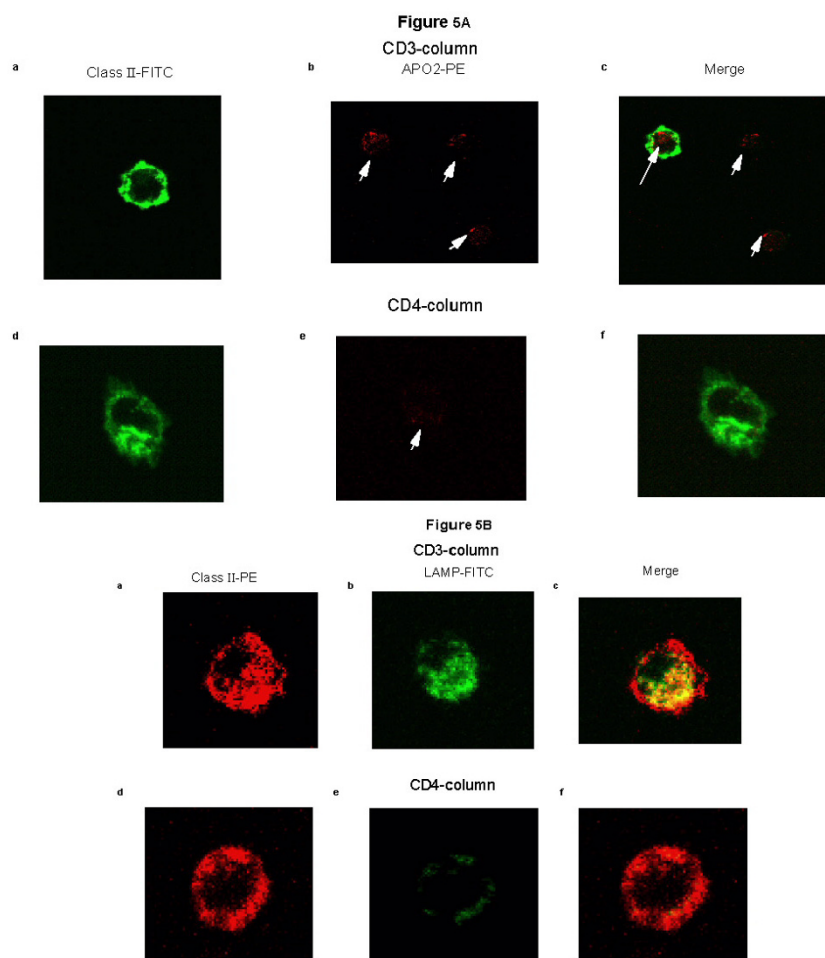 Figure 5A
CD3-column
a Class II-FITC b APO2-PE c Merge
CD4-column
d e f
Figure 5B
CD3-column
a Class II-PE b LAMP-FITC c Merge
CD4-column
d e f